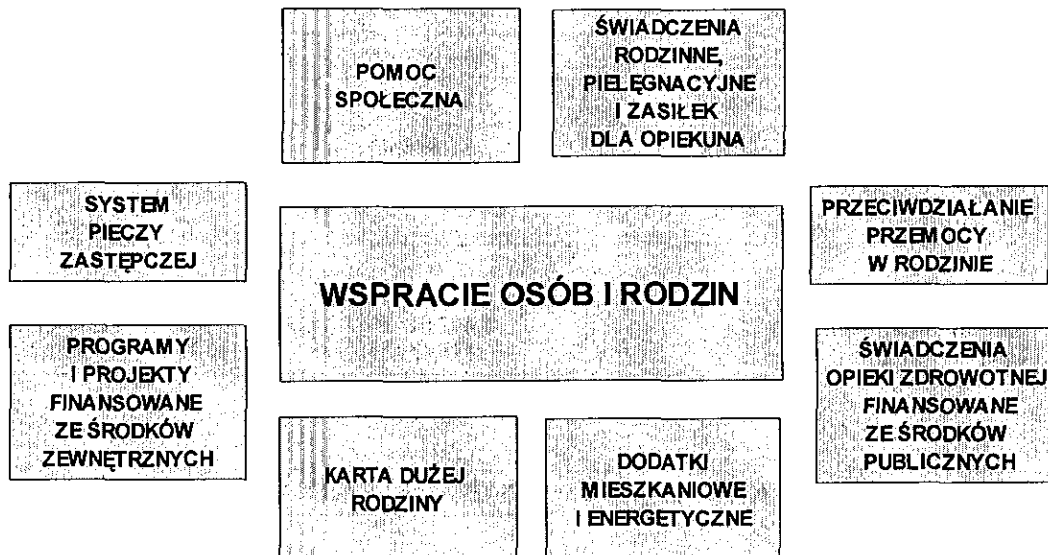 POMOC
SPOŁECZNA
ŚWIADCZENIA
RODZINNE,
PIELĘGNACYJNE
I ZASIŁEK
DLA OPIEKUNA
SYSTEM
PIECZY
ZASTĘPCZEJ
WSPRACIE OSÓB I RODZIN
PRZECIWDZIAŁANIE
PRZEMOCY
W RODZINIE
PROGRAMY
I PROJEKTY
FINANSOWANE
ZE ŚRODKÓW
ZEWNĘTRZNYCH
ŚWIADCZENIA
OPIEKI ZDROWOTNEJ
FINANSOWANE
ZE ŚRODKÓW
PUBLICZNYCH
KARTA DUŻEJ
RODZINY
DODATKI
MIESZKANIOWE
I ENERGETYCZNE